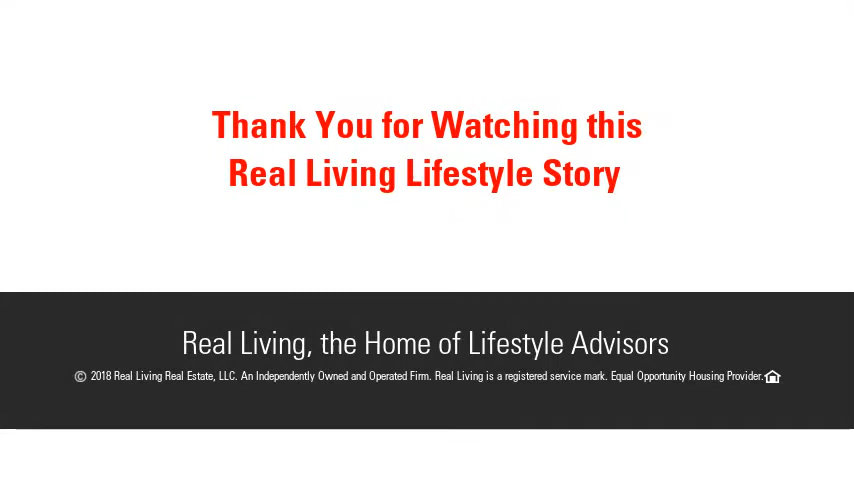 Thank You for Watching this
Real Living Lifestyle Story
Real Living, the Home of Lifestyle Advisors
© 2018 Real Living Real Estate, LLC. An Independently Owned and Operated Firm. Real Living is a registered service mark. Equal Opportunity Housing Provider.